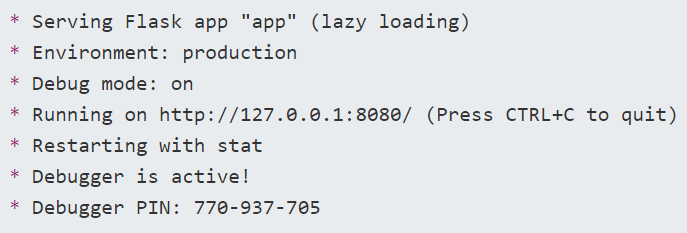 * Serving Flask app "app" (lazy loading)
* Environment: production
* Debug mode: on
* Running on http://127.0.0.1:8080/ (Press CTRL+C to quit)
* Restarting with stat
* Debugger is active!
* Debugger PIN: 770-937-705